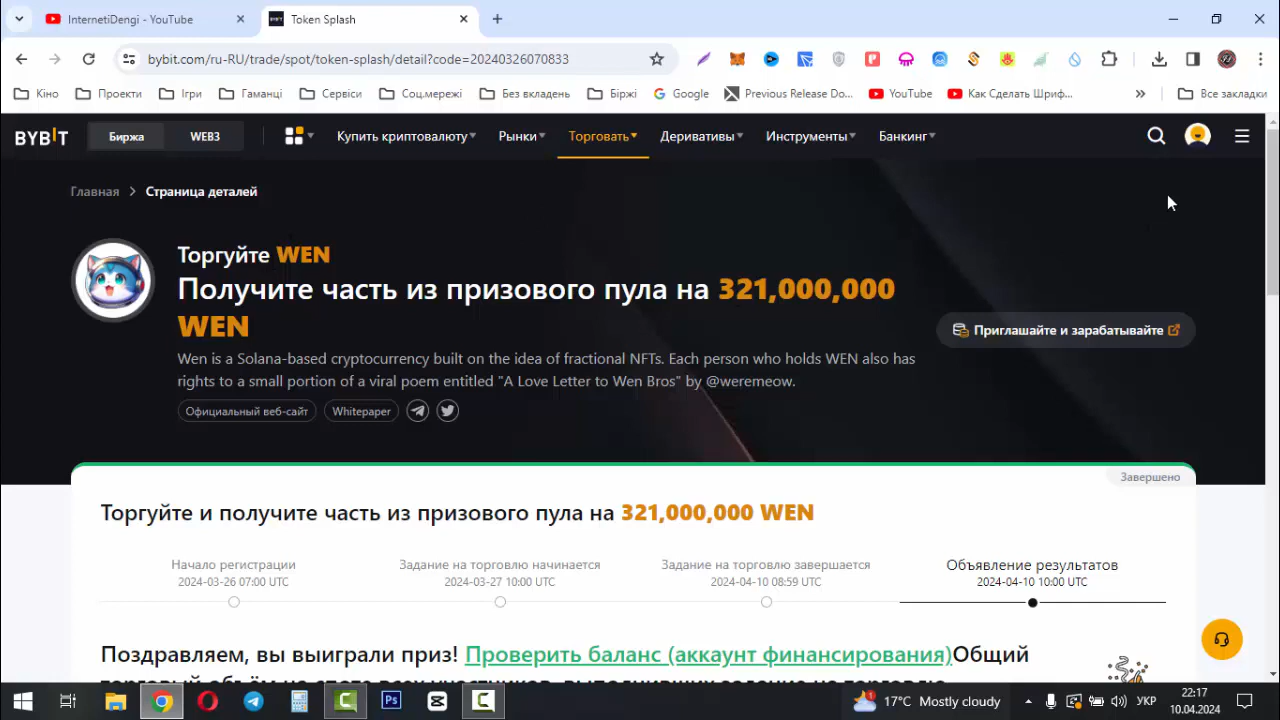 InternetiDengi - YouTube
Token Splash
bybit.com/ru-RU/trade/spot/token-splash/detail?code=20240326070833
Кіно
Проекти
Ігри
Гаманці
Сервіси
Соц.мережі
Без вкладень
Біржі
Google
Previous Release Do...
YouTube
Как Сделать Шриф...
Все закладки
BYBIT
Биржа
WEB3
Купить криптовалюту
Рынки
Торговать
Деривативы
Инструменты
Банкинг
Главная
Страница деталей
Торгуйте WEN
Получите часть из призового пула на 321,000,000
WEN
Wen is a Solana-based cryptocurrency built on the idea of fractional NFTs. Each person who holds WEN also has
rights to a small portion of a viral poem entitled "A Love Letter to Wen Bros" by @weremeow.
Приглашайте и зарабатывайте
Официальный веб-сайт
Whitepaper
Завершено
Торгуйте и получите часть из призового пула на 321,000,000 WEN
Начало регистрации
2024-03-26 07:00 UTC
Задание на торговлю начинается
2024-03-27 10:00 UTC
Задание на торговлю завершается
2024-04-10 08:59 UTC
Объявление результатов
2024-04-10 10:00 UTC
Поздравляем, вы выиграли приз! Проверить баланс (аккаунт финансирования)Общий
17°C Mostly cloudy
УКР
22:17
10.04.2024